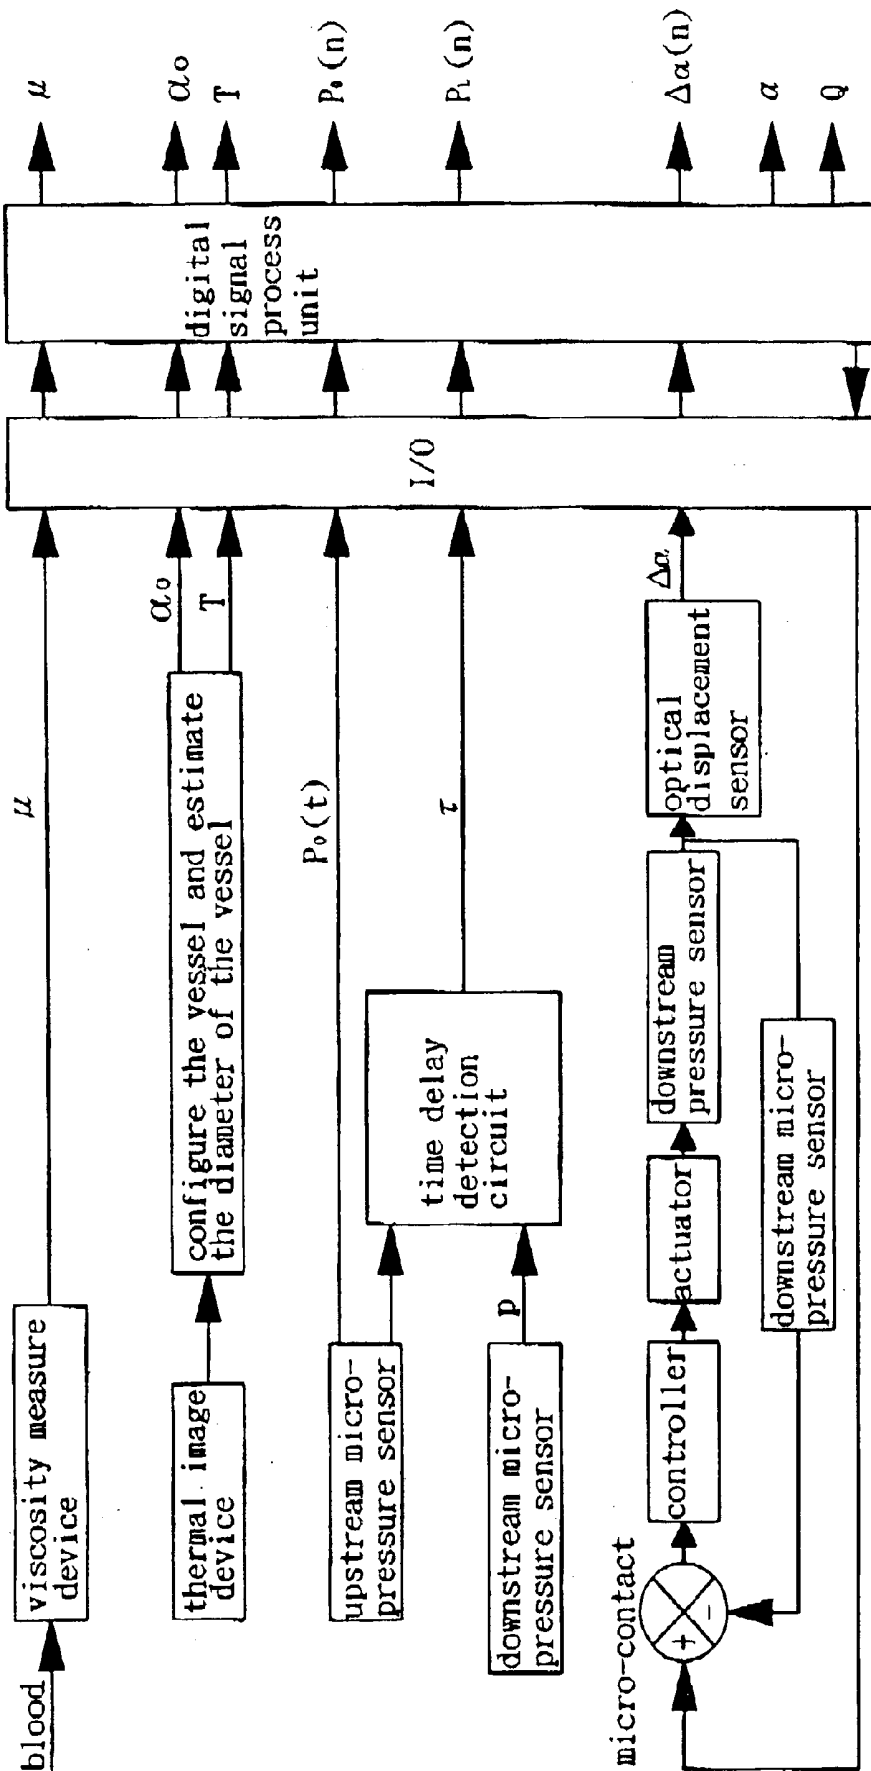 blood
viscosity measure
device
μ
μ
thermal image
device
configure the vessel and estimate
the diameter of the vessel
α₀
T
α₀
T
upstream micro-
pressure sensor
P₀(t)
P₀(n)
downstream micro-
pressure sensor
p
time delay
detection
circuit
τ
P₁(n)
I/O
digital
signal
process
unit
micro-contact
+
-
controller
actuator
downstream
pressure sensor
optical
displacement
sensor
Δα
Δα(n)
α
Q
downstream micro-
pressure sensor